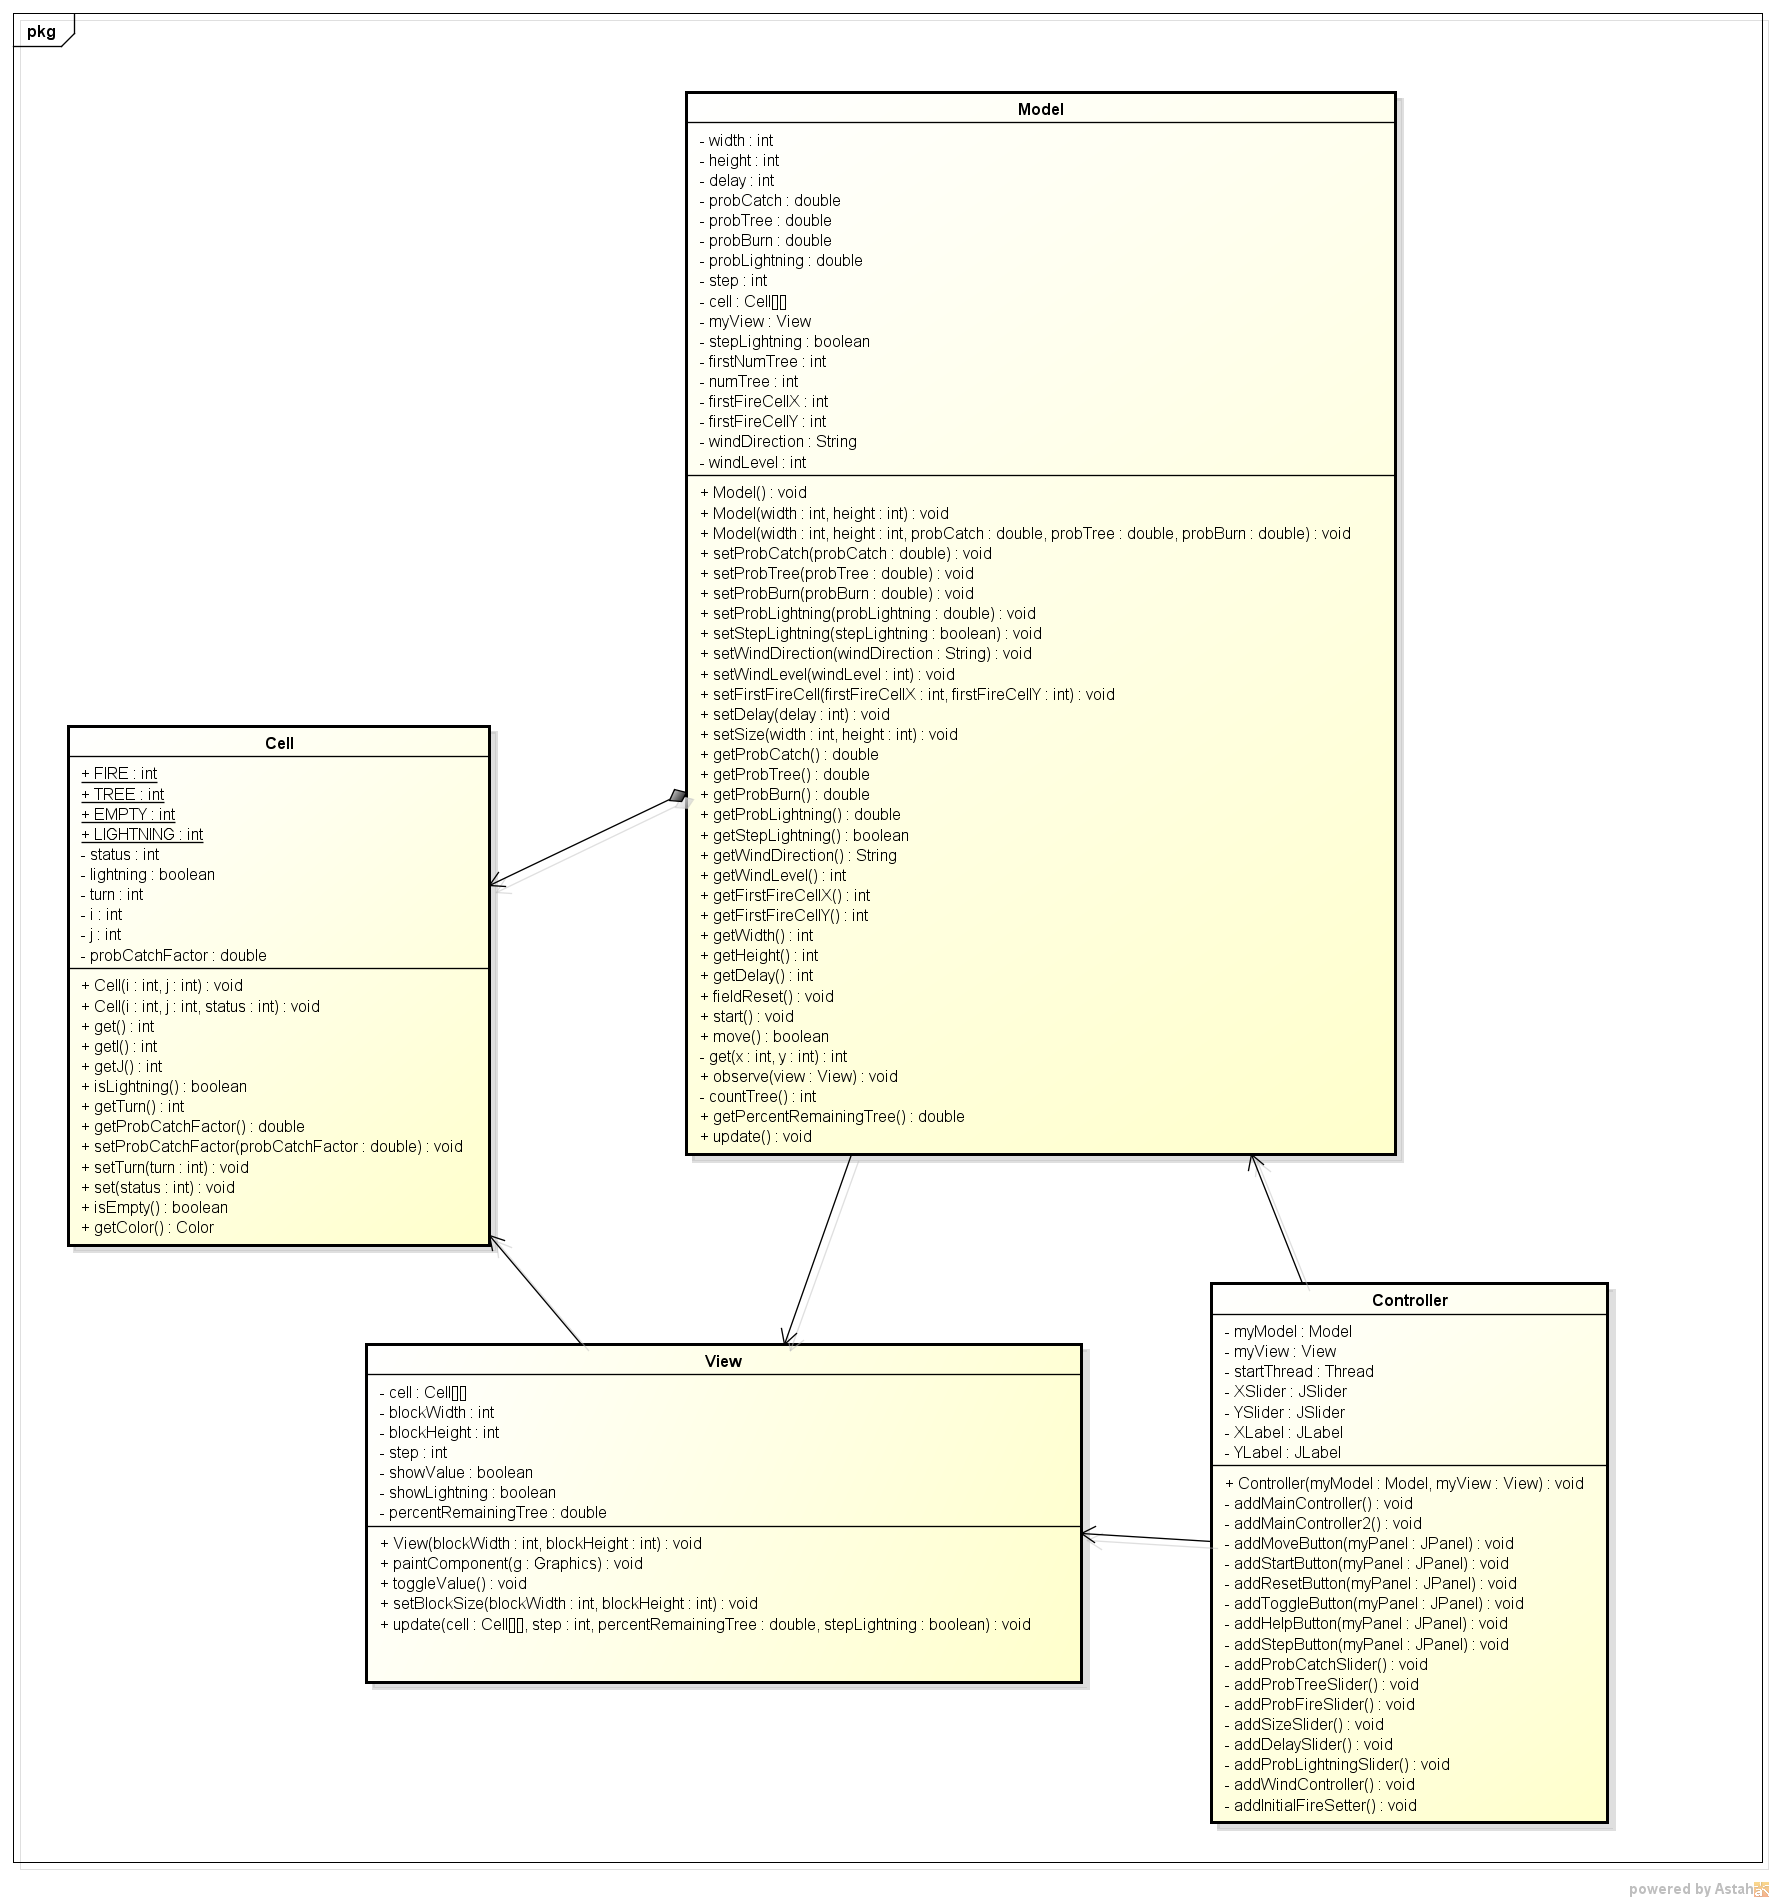 pkg
Model
- width : int
- height : int
- delay : int
- probCatch : double
- probTree : double
- probBurn : double
- probLightning : double
- step : int
- cell : Cell[][]
- myView : View
- stepLightning : boolean
- firstNumTree : int
- numTree : int
- firstFireCellX : int
- firstFireCellY : int
- windDirection : String
- windLevel : int
+ Model() : void
+ Model(width : int, height : int) : void
+ Model(width : int, height : int, probCatch : double, probTree : double, probBurn : double) : void
+ setProbCatch(probCatch : double) : void
+ setProbTree(probTree : double) : void
+ setProbBurn(probBurn : double) : void
+ setProbLightning(probLightning : double) : void
+ setStepLightning(stepLightning : boolean) : void
+ setWindDirection(windDirection : String) : void
+ setWindLevel(windLevel : int) : void
+ setFirstFireCell(firstFireCellX : int, firstFireCellY : int) : void
+ setDelay(delay : int) : void
+ setSize(width : int, height : int) : void
+ getProbCatch() : double
+ getProbTree() : double
+ getProbBurn() : double
+ getProbLightning() : double
+ getStepLightning() : boolean
+ getWindDirection() : String
+ getWindLevel() : int
+ getFirstFireCellX() : int
+ getFirstFireCellY() : int
+ getWidth() : int
+ getHeight() : int
+ getDelay() : int
+ fieldReset() : void
+ start() : void
+ move() : boolean
- get(x : int, y : int) : int
+ observe(view : View) : void
- countTree() : int
+ getPercentRemainingTree() : double
+ update() : void
Cell
+ FIRE : int
+ TREE : int
+ EMPTY : int
+ LIGHTNING : int
- status : int
- lightning : boolean
- turn : int
- i : int
- j : int
- probCatchFactor : double
+ Cell(i : int, j : int) : void
+ Cell(i : int, j : int, status : int) : void
+ get() : int
+ getI() : int
+ getJ() : int
+ isLightning() : boolean
+ getTurn() : int
+ getProbCatchFactor() : double
+ setProbCatchFactor(probCatchFactor : double) : void
+ setTurn(turn : int) : void
+ set(status : int) : void
+ isEmpty() : boolean
+ getColor() : Color
View
- cell : Cell[][]
- blockWidth : int
- blockHeight : int
- step : int
- showValue : boolean
- showLightning : boolean
- percentRemainingTree : double
+ View(blockWidth : int, blockHeight : int) : void
+ paintComponent(g : Graphics) : void
+ toggleValue() : void
+ setBlockSize(blockWidth : int, blockHeight : int) : void
+ update(cell : Cell[][], step : int, percentRemainingTree : double, stepLightning : boolean) : void
Controller
- myModel : Model
- myView : View
- startThread : Thread
- XSlider : JSlider
- YSlider : JSlider
- XLabel : JLabel
- YLabel : JLabel
+ Controller(myModel : Model, myView : View) : void
- addMainController() : void
- addMainController2() : void
- addMoveButton(myPanel : JPanel) : void
- addStartButton(myPanel : JPanel) : void
- addResetButton(myPanel : JPanel) : void
- addToggleButton(myPanel : JPanel) : void
- addHelpButton(myPanel : JPanel) : void
- addStepButton(myPanel : JPanel) : void
- addProbCatchSlider() : void
- addProbTreeSlider() : void
- addProbFireSlider() : void
- addSizeSlider() : void
- addDelaySlider() : void
- addProbLightningSlider() : void
- addWindController() : void
- addInitialFireSetter() : void
powered by Astah